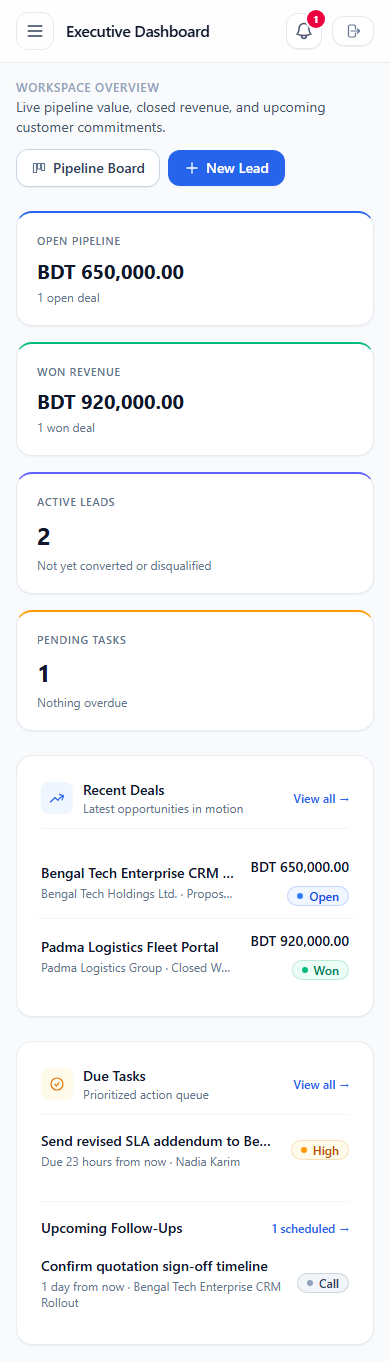 Executive Dashboard
1
WORKSPACE OVERVIEW
Live pipeline value, closed revenue, and upcoming
customer commitments.
Pipeline Board
New Lead
OPEN PIPELINE
BDT 650,000.00
1 open deal
WON REVENUE
BDT 920,000.00
1 won deal
ACTIVE LEADS
2
Not yet converted or disqualified
PENDING TASKS
1
Nothing overdue
Recent Deals
View all →
Latest opportunities in motion
Bengal Tech Enterprise CRM ...
BDT 650,000.00
Bengal Tech Holdings Ltd. · Propos...
Open
Padma Logistics Fleet Portal
BDT 920,000.00
Padma Logistics Group · Closed W...
Won
Due Tasks
View all →
Prioritized action queue
Send revised SLA addendum to Be...
High
Due 23 hours from now · Nadia Karim
Upcoming Follow-Ups
1 scheduled →
Confirm quotation sign-off timeline
1 day from now · Bengal Tech Enterprise CRM
Rollout
Call